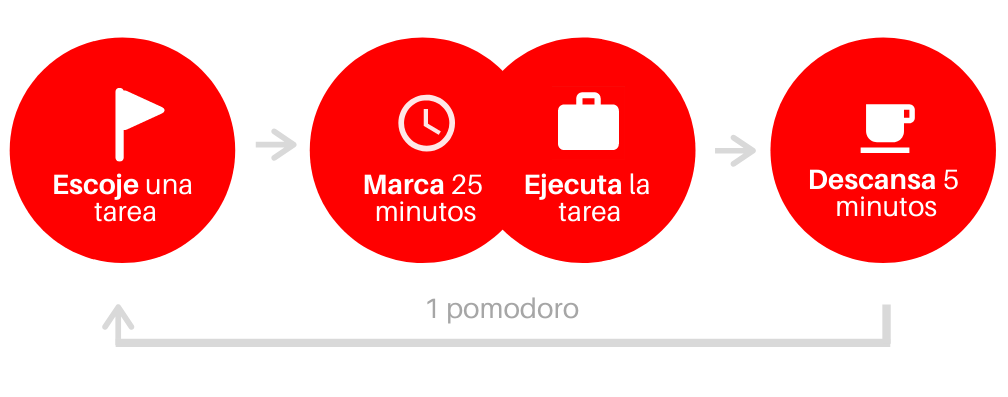 Escoje una
tarea
Marca 25
minutos
Ejecuta la
tarea
Descansa 5
minutos
1 pomodoro